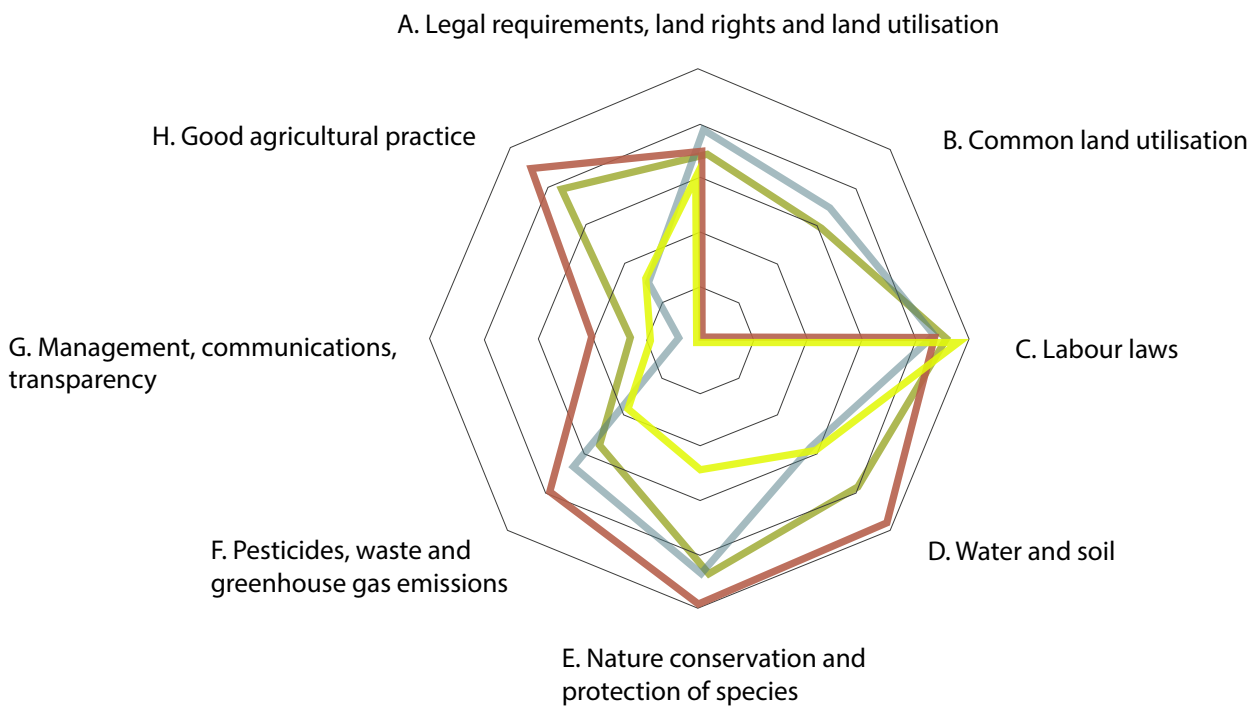 A. Legal requirements, land rights and land utilisation
B. Common land utilisation
C. Labour laws
D. Water and soil
E. Nature conservation and
protection of species
F. Pesticides, waste and
greenhouse gas emissions
G. Management, communications,
transparency
H. Good agricultural practice